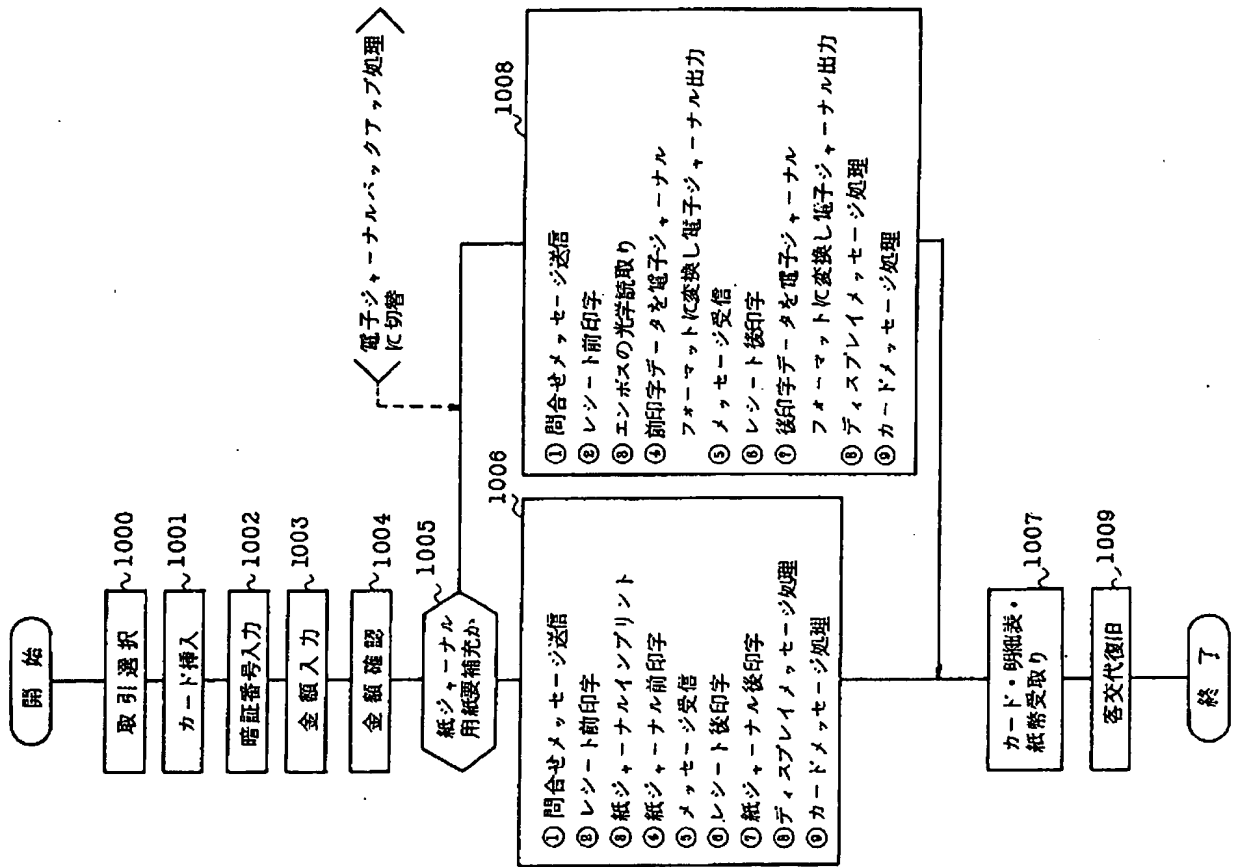 開始
取引選択
1000
カード挿入
1001
暗証番号入力
1002
金額入力
1003
金額確認
1004
紙ジャーナル
用紙要補充か
1005
電子ジャーナルバックアップ処理
に切替
1006
①問合せメッセージ送信
②レシート前印字
③紙ジャーナルインプリント
④紙ジャーナル前印字
⑤メッセージ受信
⑥レシート後印字
⑦紙ジャーナル後印字
⑧ディスプレイメッセージ処理
⑨カードメッセージ処理
1008
①問合せメッセージ送信
②レシート前印字
③エンボスの光学読取り
④前印字データを電子ジャーナル
フォーマットに変換し電子ジャーナル出力
⑤メッセージ受信
⑥レシート後印字
⑦後印字データを電子ジャーナル
フォーマットに変換し電子ジャーナル出力
⑧ディスプレイメッセージ処理
⑨カードメッセージ処理
カード・明細表・
紙幣受取り
1007
客交代復旧
1009
終了